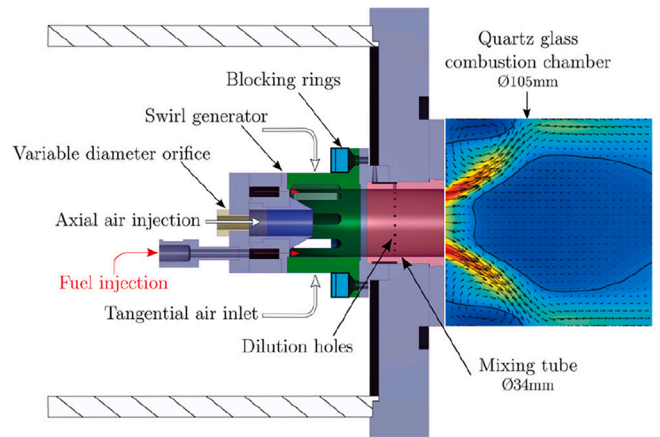 Quartz glass
combustion chamber
Ø105mm
Blocking rings
Swirl generator
Variable diameter orifice
Axial air injection
Fuel injection
Tangential air inlet
Dilution holes
Mixing tube
Ø34mm